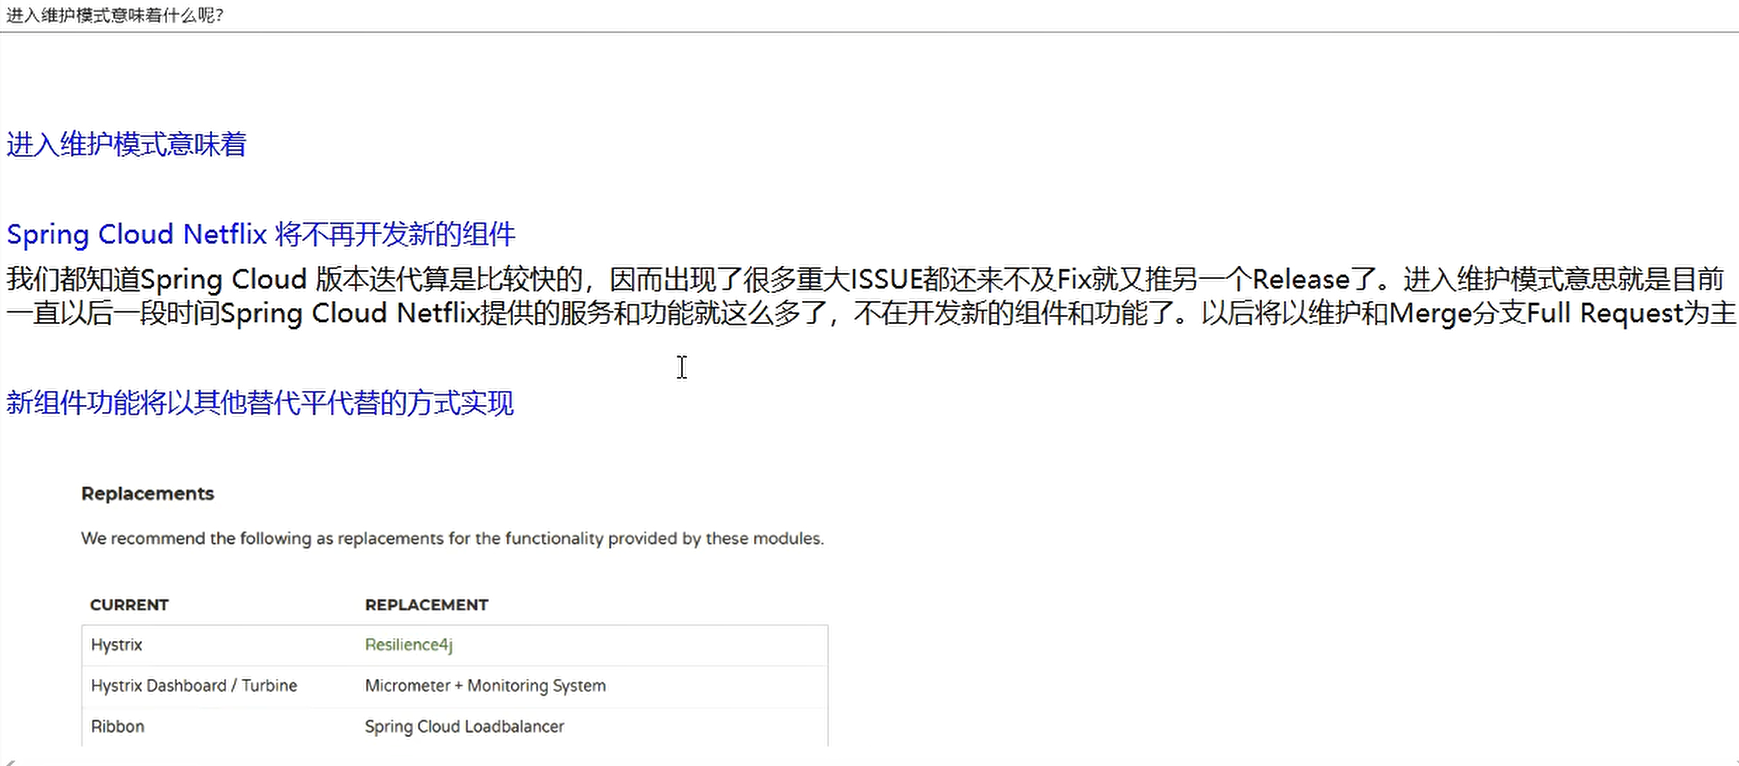 进入维护模式意味着什么呢?
进入维护模式意味着
Spring Cloud Netflix 将不再开发新的组件
我们都知道Spring Cloud 版本迭代算是比较快的，因而出现了很多重大ISSUE都还来不及Fix就又推另一个Release了。进入维护模式意思就是目前
一直以后一段时间Spring Cloud Netflix提供的服务和功能就这么多了，不在开发新的组件和功能了。以后将以维护和Merge分支Full Request为主
新组件功能将以其他替代平代替的方式实现
Replacements
We recommend the following as replacements for the functionality provided by these modules.
CURRENT REPLACEMENT
Hystrix Resilience4j
Hystrix Dashboard / Turbine Micrometer + Monitoring System
Ribbon Spring Cloud Loadbalancer